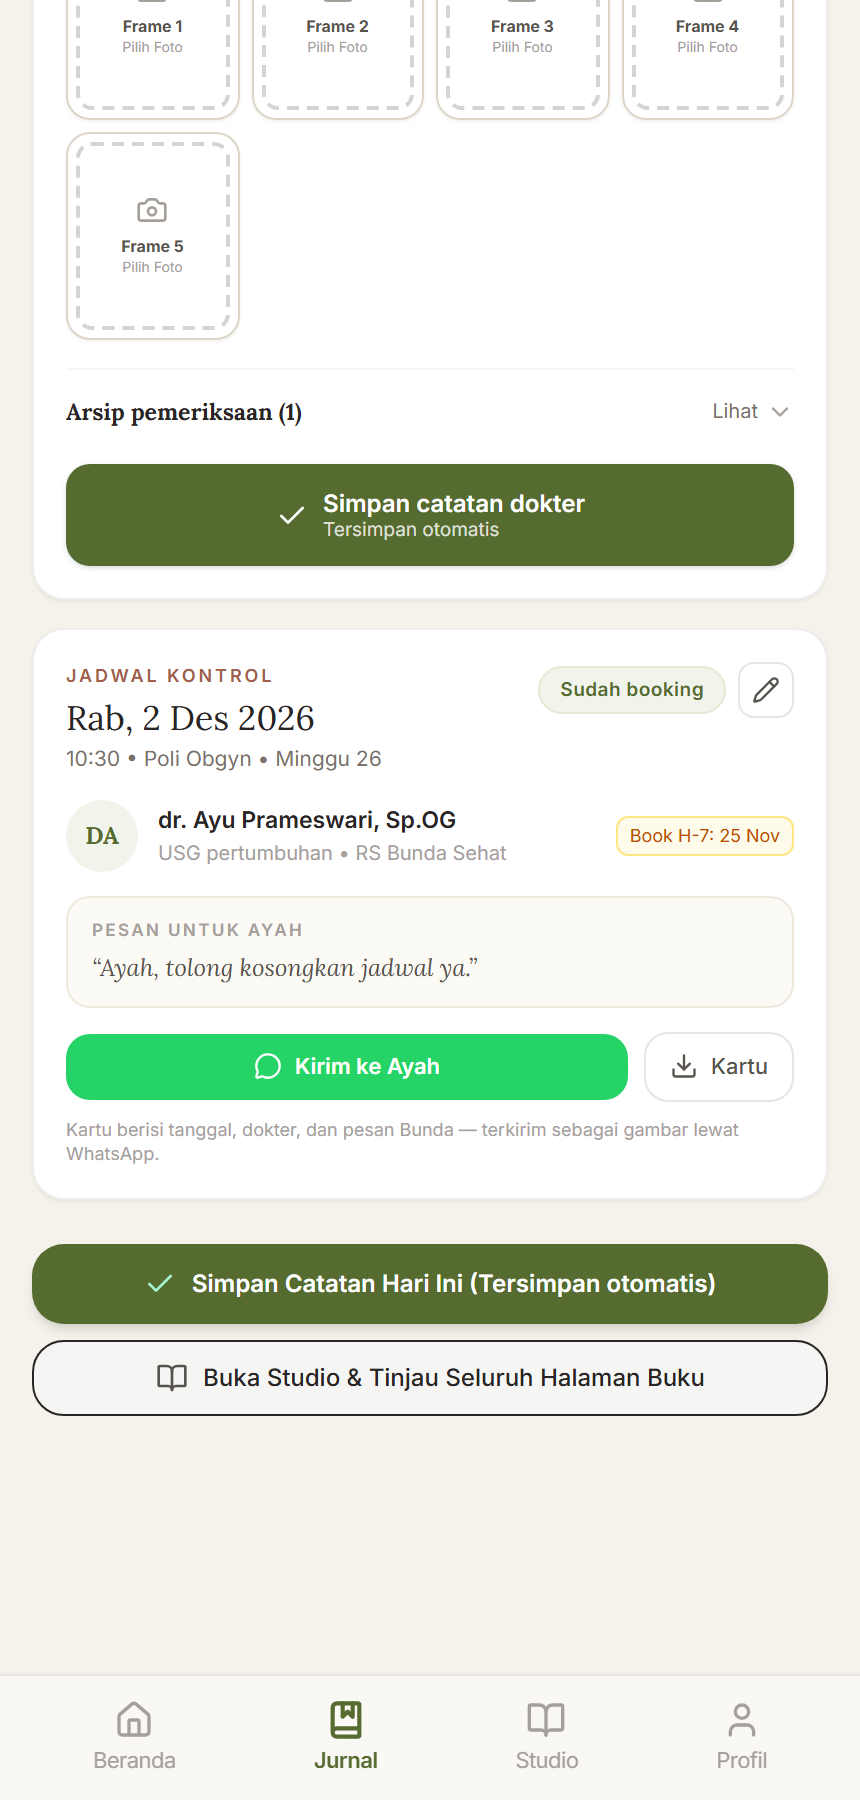 Frame 1
Pilih Foto
Frame 2
Pilih Foto
Frame 3
Pilih Foto
Frame 4
Pilih Foto
Frame 5
Pilih Foto
Arsip pemeriksaan (1)
Lihat
Simpan catatan dokter
Tersimpan otomatis
JADWAL KONTROL
Sudah booking
Rab, 2 Des 2026
10:30 • Poli Obgyn • Minggu 26
DA
dr. Ayu Prameswari, Sp.OG
USG pertumbuhan • RS Bunda Sehat
Book H-7: 25 Nov
PESAN UNTUK AYAH
“Ayah, tolong kosongkan jadwal ya.”
Kirim ke Ayah
Kartu
Kartu berisi tanggal, dokter, dan pesan Bunda — terkirim sebagai gambar lewat
WhatsApp.
Simpan Catatan Hari Ini (Tersimpan otomatis)
Buka Studio & Tinjau Seluruh Halaman Buku
Beranda
Jurnal
Studio
Profil